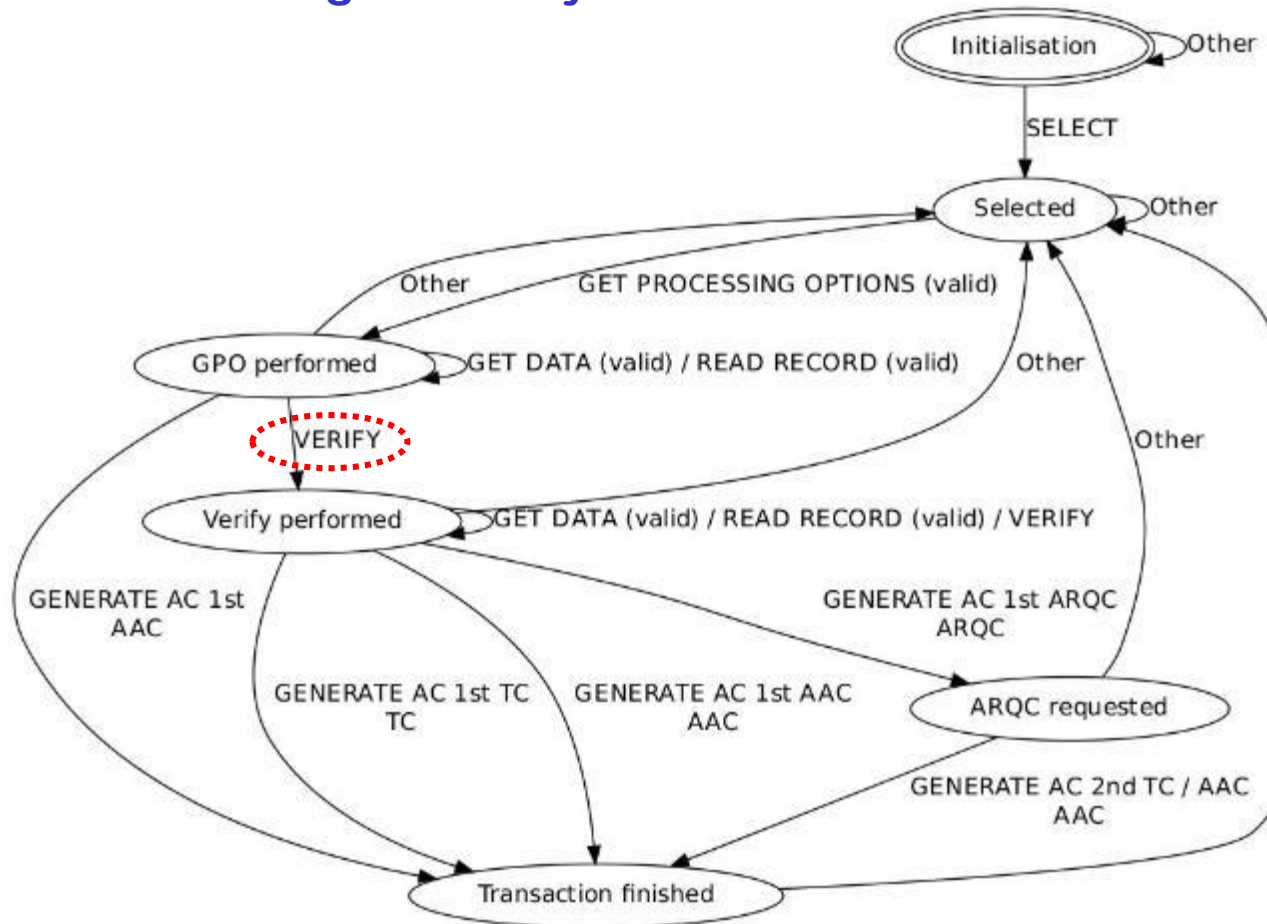 Initialisation
Other
SELECT
Selected
Other
Other
GET PROCESSING OPTIONS (valid)
GPO performed
GET DATA (valid) / READ RECORD (valid)
Other
VERIFY
Other
Verify performed
GET DATA (valid) / READ RECORD (valid) / VERIFY
GENERATE AC 1st
AAC
GENERATE AC 1st ARQC
ARQC
GENERATE AC 1st TC
TC
GENERATE AC 1st AAC
AAC
ARQC requested
GENERATE AC 2nd TC / AAC
AAC
Transaction finished